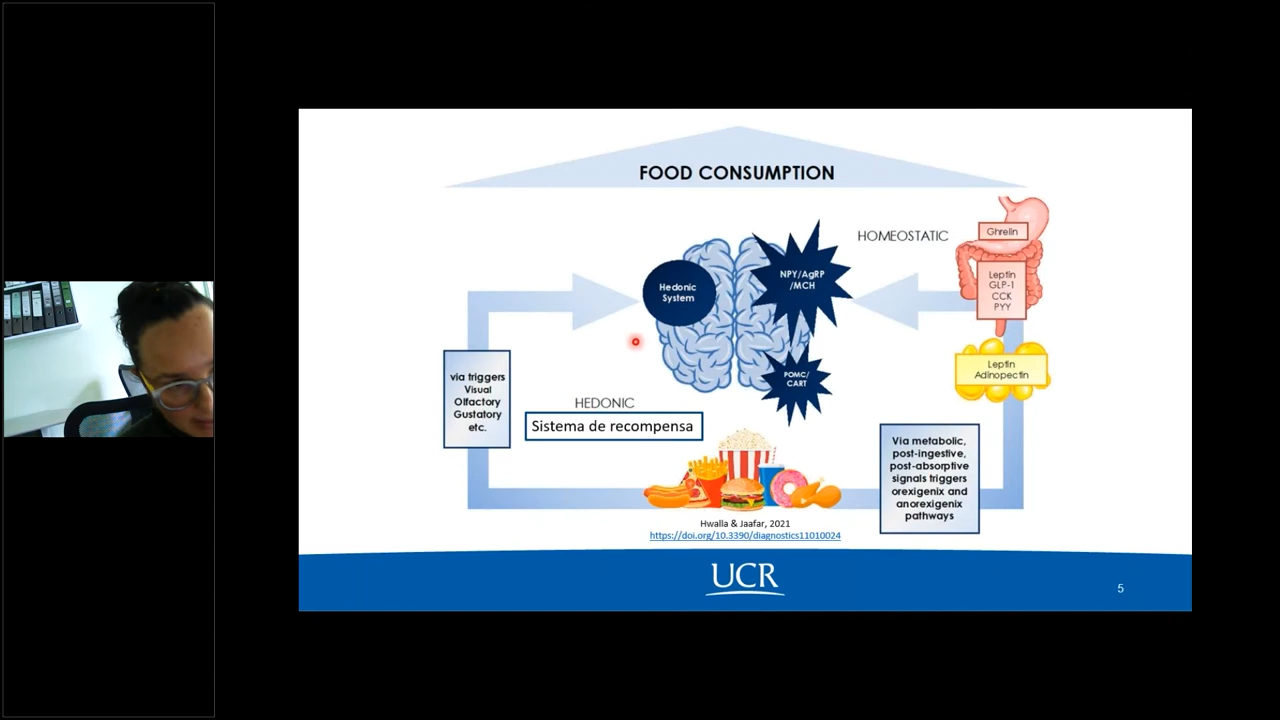 FOOD CONSUMPTION
HOMEOSTATIC
Ghrelin
Hedonic
System
NPY/AgRP
/MCH
Leptin
GLP-1
CCK
PYY
via triggers
Visual
Olfactory
Gustatory
etc.
POMC/
CART
Leptin
Adinopectin
HEDONIC
Sistema de recompensa
Via metabolic,
post-ingestive,
post-absorptive
signals triggers
orexigenix and
anorexigenix
pathways
Hwalla & Jaafar, 2021
https://doi.org/10.3390/diagnostics11010024
UCR
5